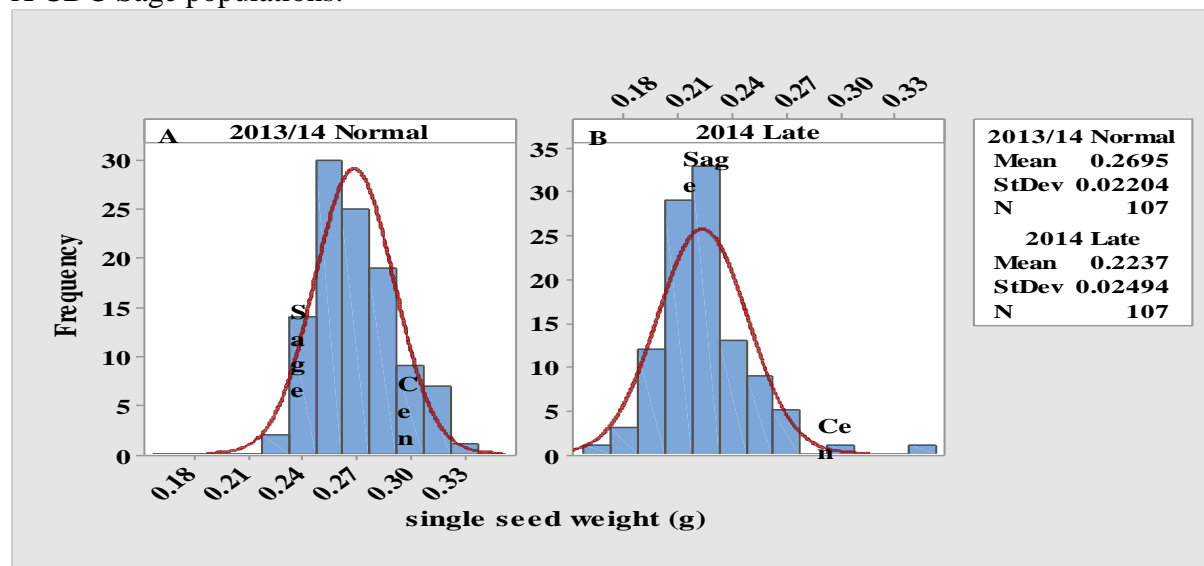 A CDC Sage populations.
0.18 0.21 0.24 0.27 0.30 0.33
A 2013/14 Normal
B 2014 Late
Frequency
30
25
20
15
10
5
0
35
30
25
20
15
10
5
0
S
a
g
e
C
e
n
Sag
e
Ce
n
0.18 0.21 0.24 0.27 0.30 0.33
single seed weight (g)
2013/14 Normal
Mean 0.2695
StDev 0.02204
N 107
2014 Late
Mean 0.2237
StDev 0.02494
N 107